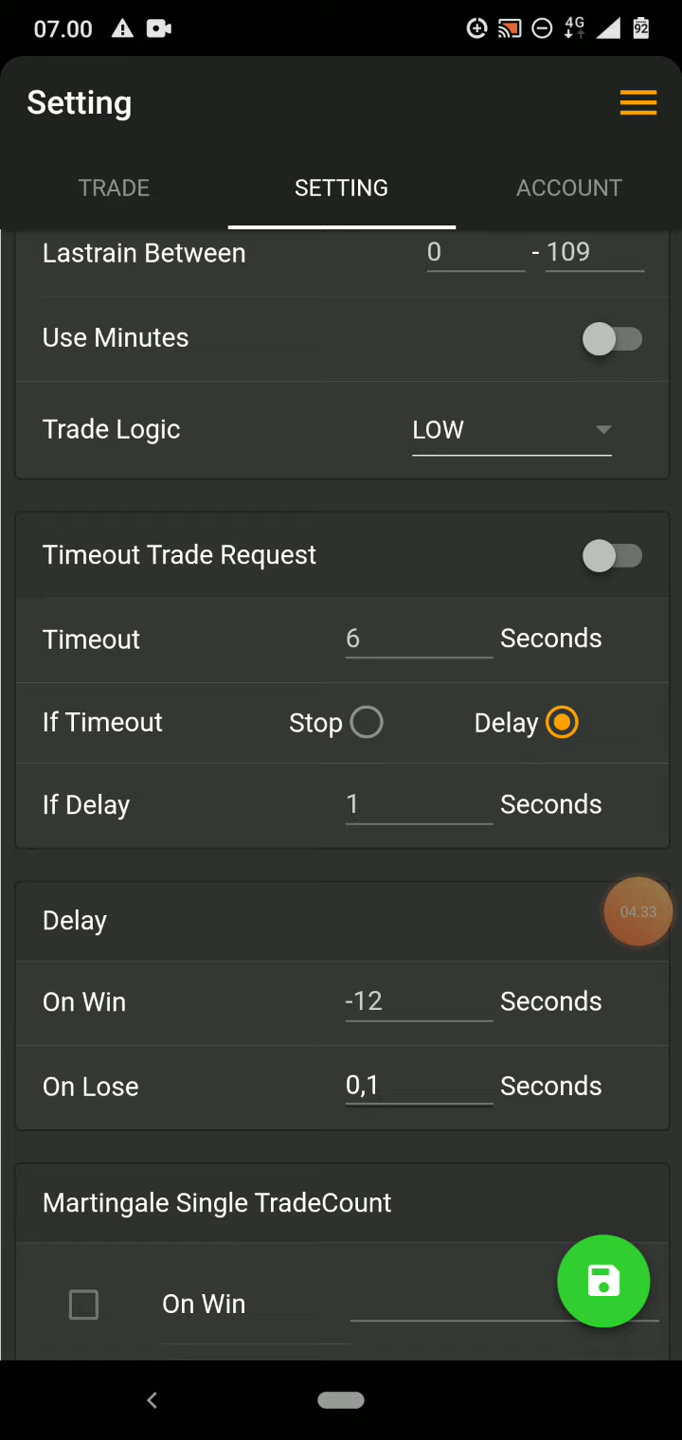 07.00 4G 92
Setting
TRADE SETTING ACCOUNT
Lastrain Between 0 - 109
Use Minutes
Trade Logic LOW
Timeout Trade Request
Timeout 6 Seconds
If Timeout Stop Delay
If Delay 1 Seconds
04.33
Delay
On Win -12 Seconds
On Lose 0,1 Seconds
Martingale Single TradeCount
On Win